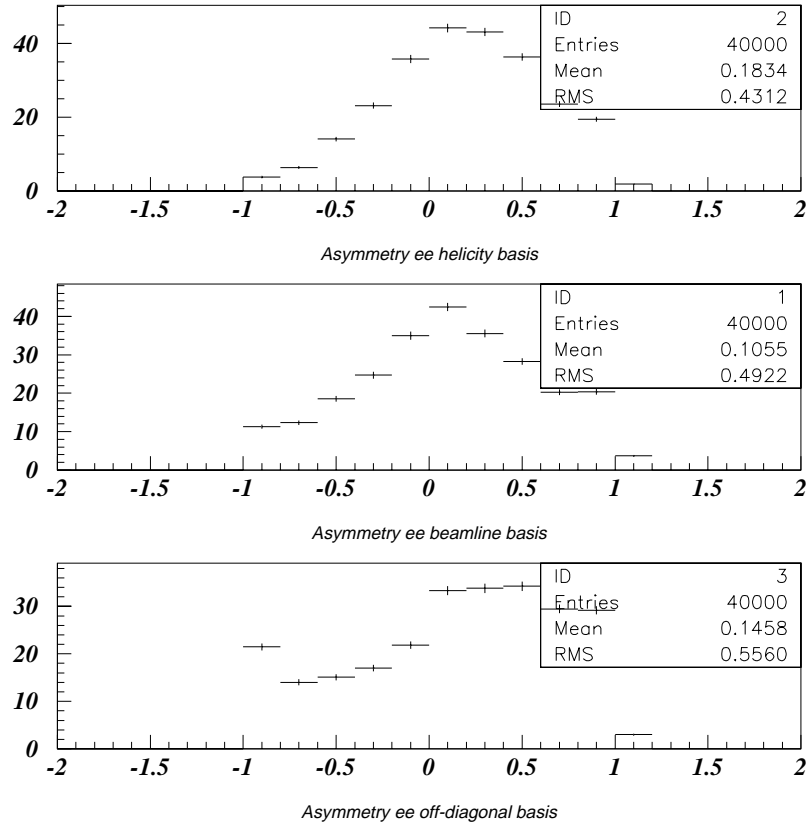 40
20
0
ID 2
Entries 40000
Mean 0.1834
RMS 0.4312
-2 -1.5 -1 -0.5 0 0.5 1 1.5 2
Asymmetry ee helicity basis
40
30
20
10
0
ID 1
Entries 40000
Mean 0.1055
RMS 0.4922
-2 -1.5 -1 -0.5 0 0.5 1 1.5 2
Asymmetry ee beamline basis
30
20
10
0
ID 3
Entries 40000
Mean 0.1458
RMS 0.5560
-2 -1.5 -1 -0.5 0 0.5 1 1.5 2
Asymmetry ee off-diagonal basis